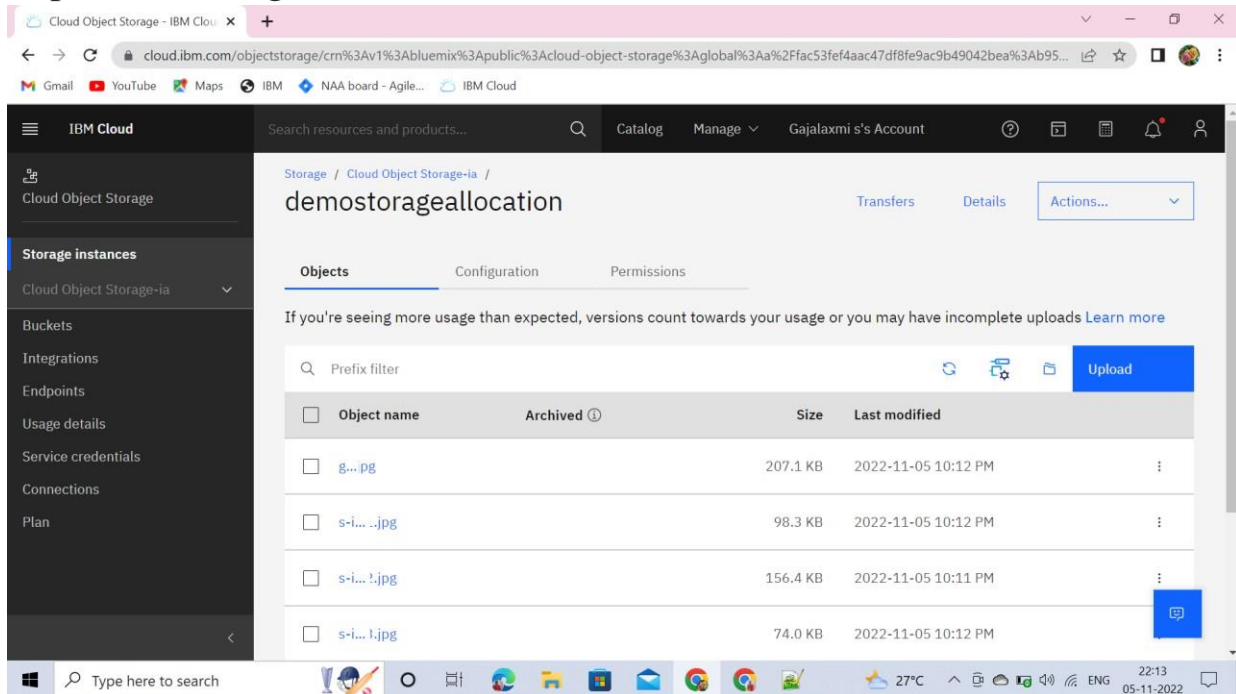 Cloud Object Storage - IBM Clou
cloud.ibm.com/objectstorage/crn%3Av1%3Abluemix%3Apublic%3Acloud-object-storage%3Aglobal%3Aa%2Ffac53fef4aac47df8fe9ac9b49042bea%3Ab95...
Gmail YouTube Maps IBM NAA board - Agile... IBM Cloud
IBM Cloud Search resources and products... Catalog Manage Gajalaxmi s's Account
Cloud Object Storage
Storage instances
Cloud Object Storage-ia
Buckets
Integrations
Endpoints
Usage details
Service credentials
Connections
Plan
Storage / Cloud Object Storage-ia /
demostorageallocation
Transfers Details Actions...
Objects Configuration Permissions
If you're seeing more usage than expected, versions count towards your usage or you may have incomplete uploads Learn more
Prefix filter Upload
Object name Archived Size Last modified
207.1 KB 2022-11-05 10:12 PM
s-i... ..jpg 98.3 KB 2022-11-05 10:12 PM
s-i... .jpg 156.4 KB 2022-11-05 10:11 PM
s-i... .jpg 74.0 KB 2022-11-05 10:12 PM
Type here to search 27°C ENG 22:13
05-11-2022